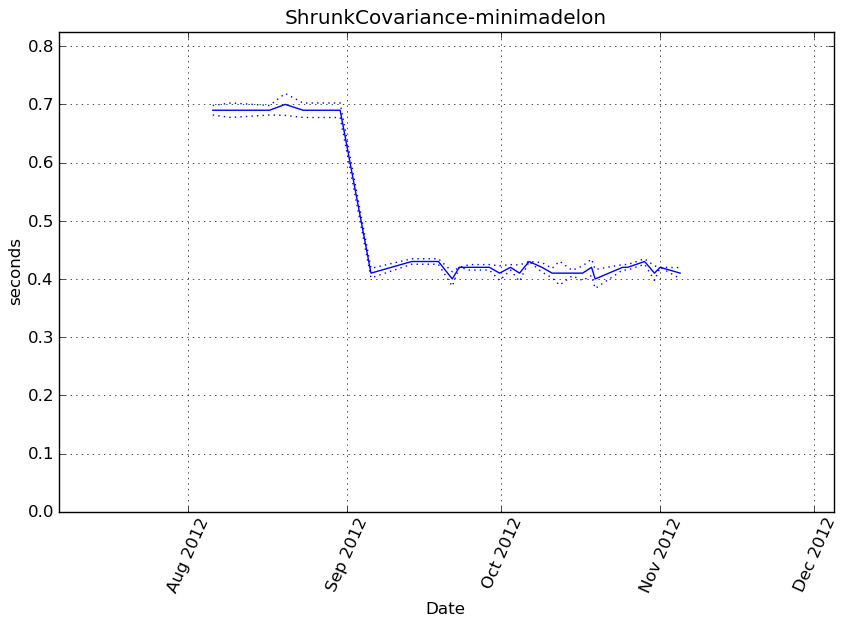 ShrunkCovariance-minimadelon
0.8
0.7
0.6
0.5
0.4
0.3
0.2
0.1
0.0
seconds
Aug 2012
Sep 2012
Oct 2012
Nov 2012
Dec 2012
Date